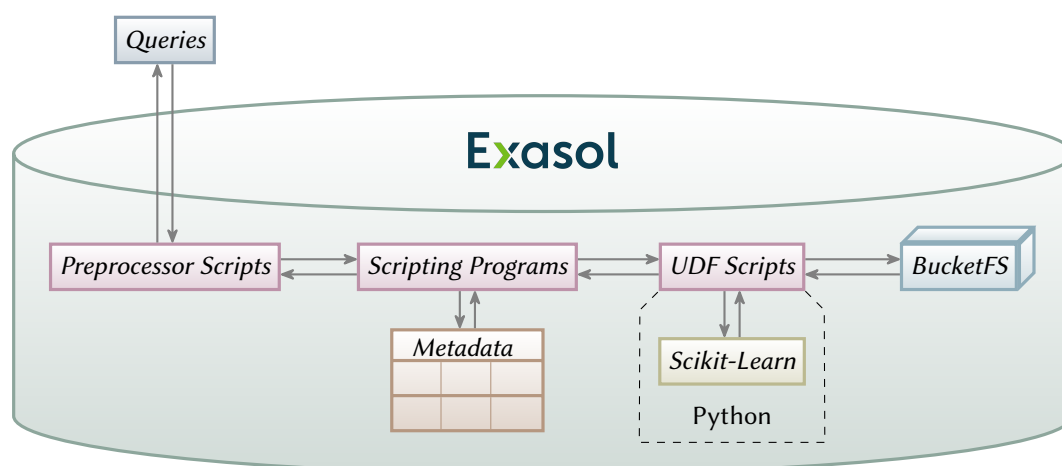 Queries
Exasol
Preprocessor Scripts
Scripting Programs
UDF Scripts
BucketFS
Metadata
Scikit-Learn
Python